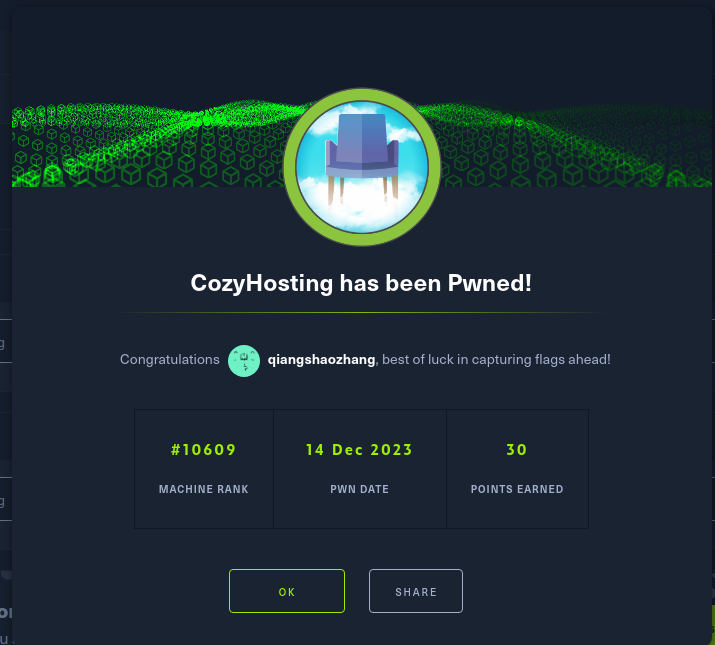 CozyHosting has been Pwned!
Congratulations qiangshaozhang, best of luck in capturing flags ahead!
#10609 14 Dec 2023 30
MACHINE RANK PWN DATE POINTS EARNED
OK SHARE